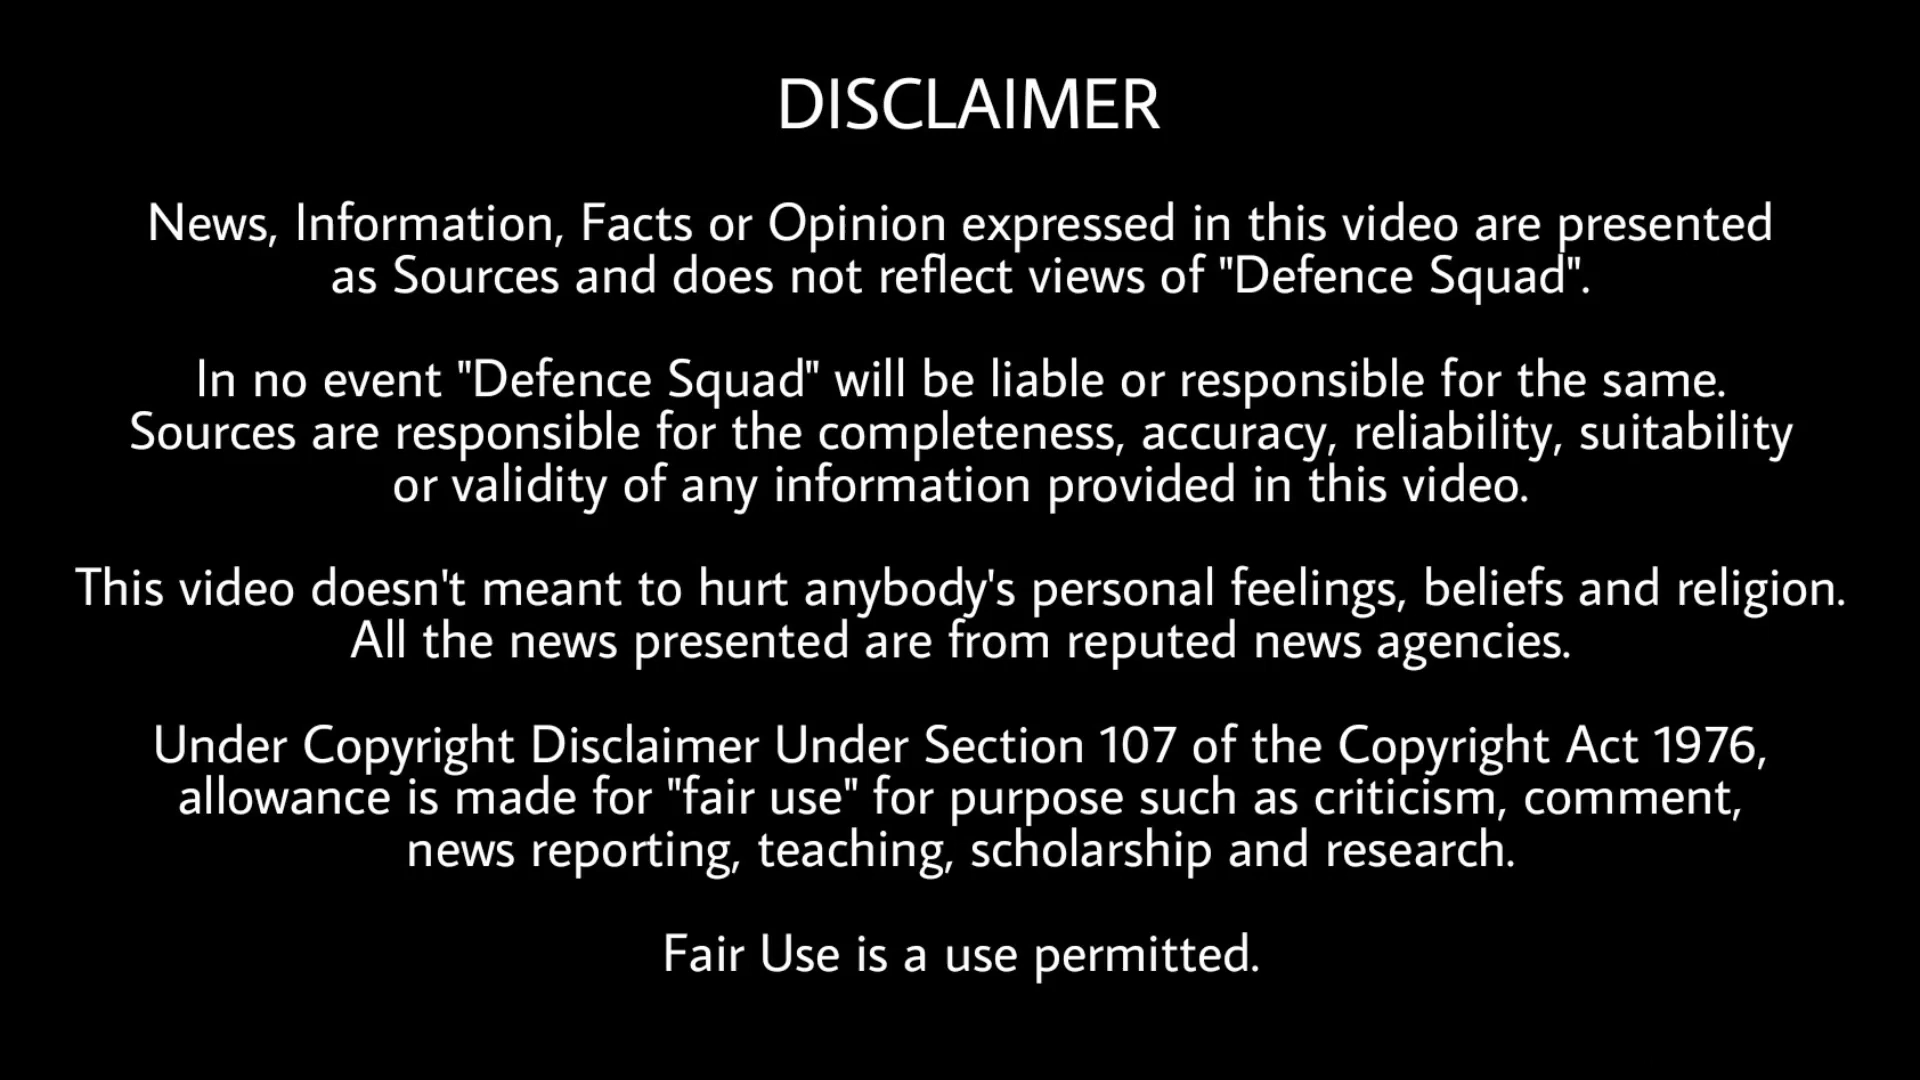 DISCLAIMER
News, Information, Facts or Opinion expressed in this video are presented
as Sources and does not reflect views of "Defence Squad".
In no event "Defence Squad" will be liable or responsible for the same.
Sources are responsible for the completeness, accuracy, reliability, suitability
or validity of any information provided in this video.
This video doesn't meant to hurt anybody's personal feelings, beliefs and religion.
All the news presented are from reputed news agencies.
Under Copyright Disclaimer Under Section 107 of the Copyright Act 1976,
allowance is made for "fair use" for purpose such as criticism, comment,
news reporting, teaching, scholarship and research.
Fair Use is a use permitted.